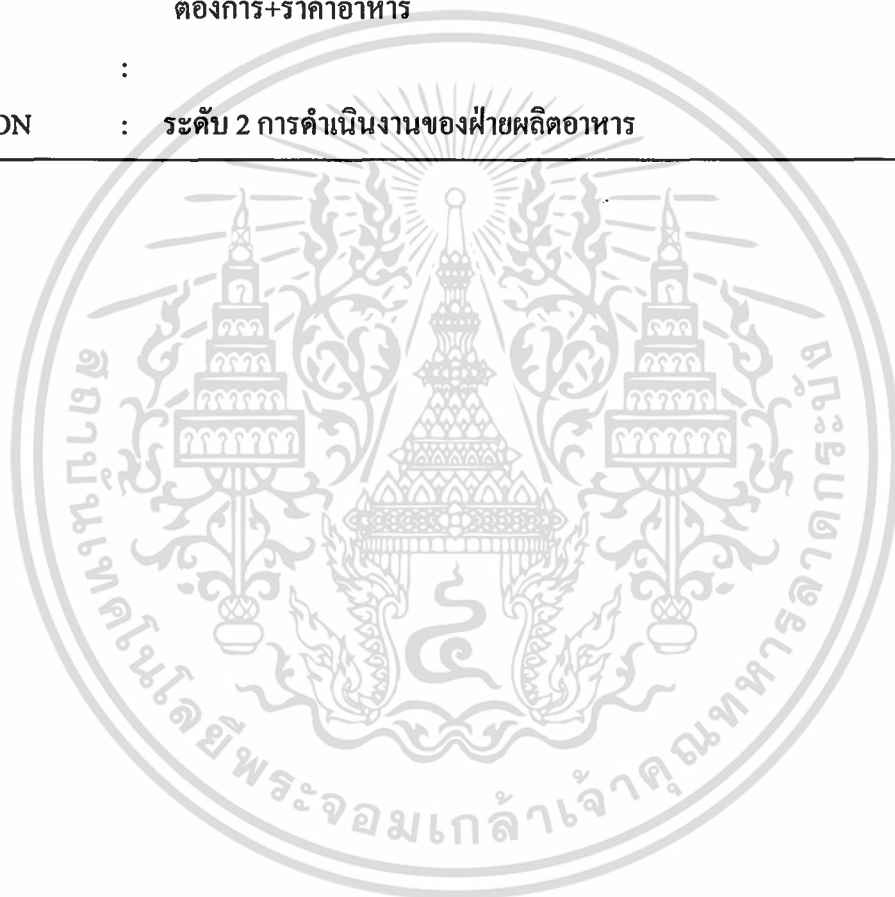 ต้องการ+ราคาอาหาร
:
ON : ระดับ 2 การดำเนินงานของฝ่ายผลิตอาหาร
สถาบันเทคโนโลยีพระจอมเกล้าเจ้าคุณทหารลาดกระบัง